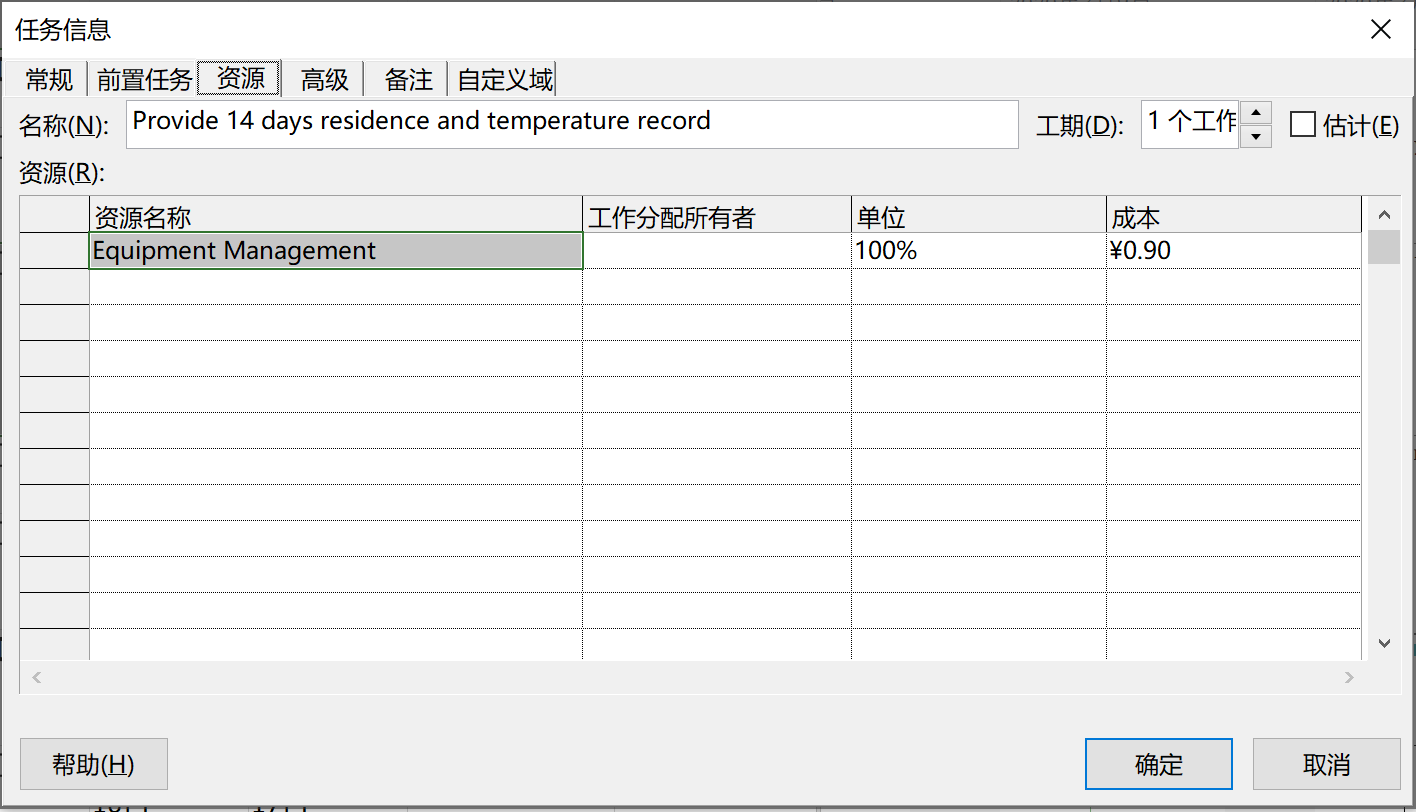 任务信息
常规 前置任务 资源 高级 备注 自定义域
名称(N): Provide 14 days residence and temperature record 工期(D): 1 个工作 估计(E)
资源(R):
资源名称 工作分配所有者 单位 成本
Equipment Management 100% ¥0.90
帮助(H) 确定 取消